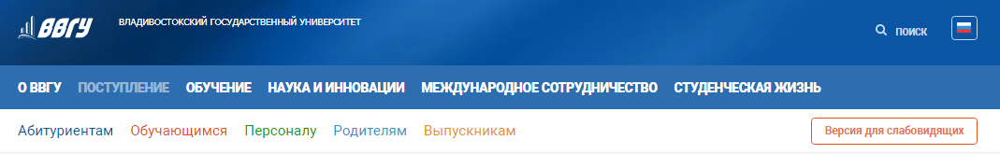 ВВГУ ВЛАДИВОСТОКСКИЙ ГОСУДАРСТВЕННЫЙ УНИВЕРСИТЕТ
ПОИСК
О ВВГУ ПОСТУПЛЕНИЕ ОБУЧЕНИЕ НАУКА И ИННОВАЦИИ МЕЖДУНАРОДНОЕ СОТРУДНИЧЕСТВО СТУДЕНЧЕСКАЯ ЖИЗНЬ
Абитуриентам Обучающимся Персоналу Родителям Выпускникам Версия для слабовидящих